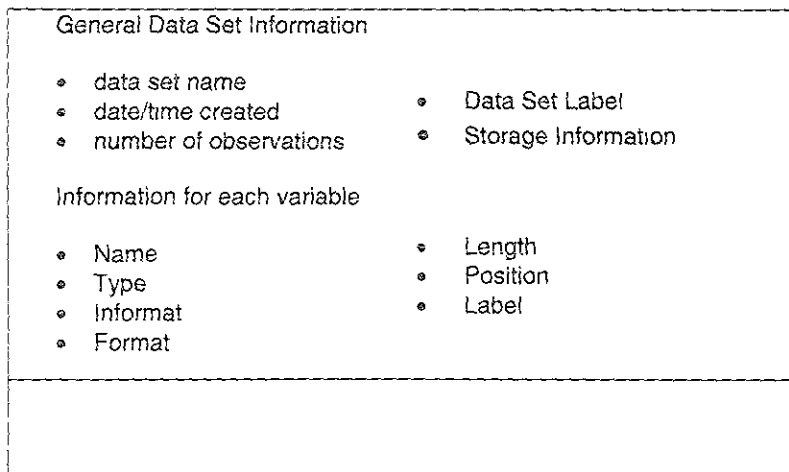 General Data Set Information
• data set name
• date/time created
• number of observations
• Data Set Label
• Storage Information
Information for each variable
• Name
• Type
• Informat
• Format
• Length
• Position
• Label